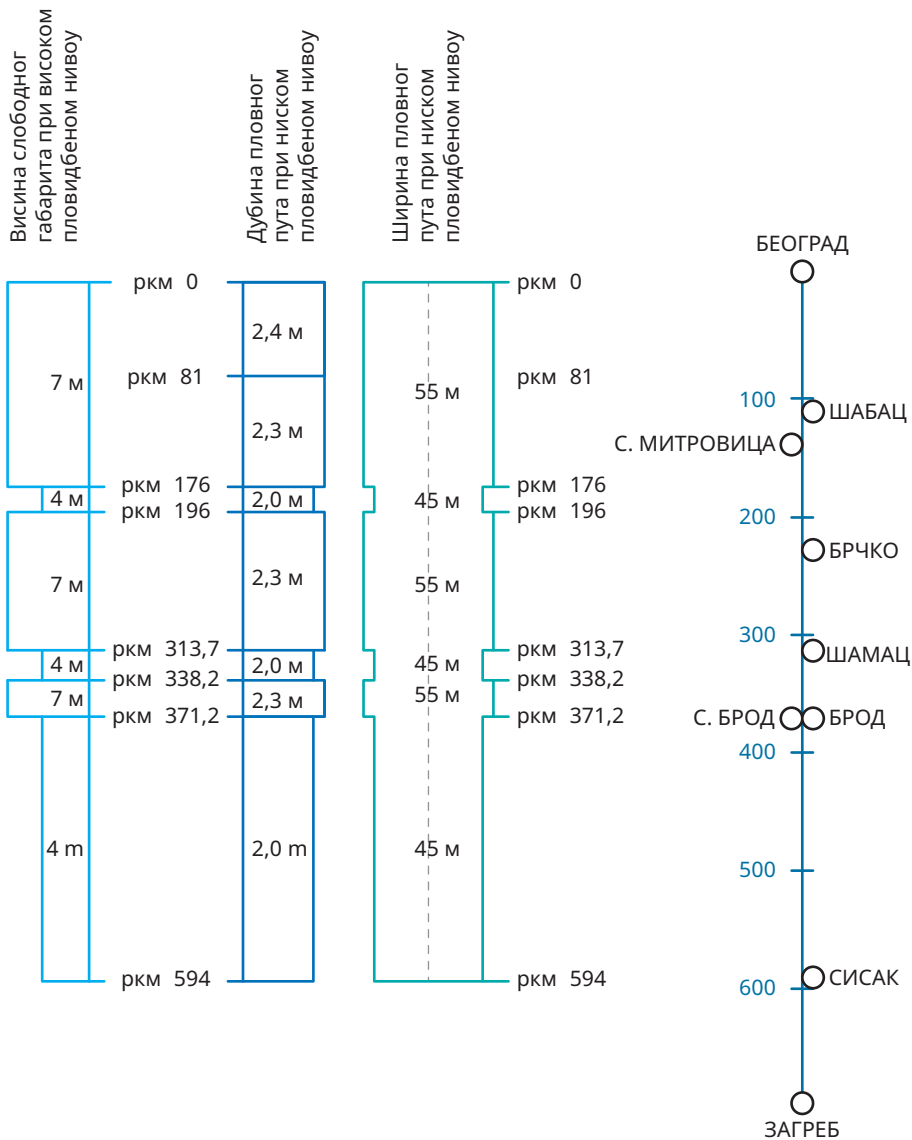 Висина слободног
габарита при високом
пловидбеном нивоу
Дубина пловног
пута при ниском
пловидбеном нивоу
Ширина пловног
пута при ниском
пловидбеном нивоу
БЕОГРАД
ркм 0
ркм 0
2,4 м
7 м
ркм 81
55 м
ркм 81
100
ШАБАЦ
2,3 м
С. МИТРОВИЦА
ркм 176
ркм 176
4 м
2,0 м
45 м
ркм 196
ркм 196
200
БРЧКО
7 м
2,3 м
55 м
300
ркм 313,7
ркм 313,7
ШАМАЦ
4 м
2,0 м
45 м
ркм 338,2
ркм 338,2
7 м
2,3 м
55 м
ркм 371,2
ркм 371,2
С. БРОД
БРОД
400
4 m
2,0 m
45 м
500
ркм 594
ркм 594
СИСАК
600
ЗАГРЕБ